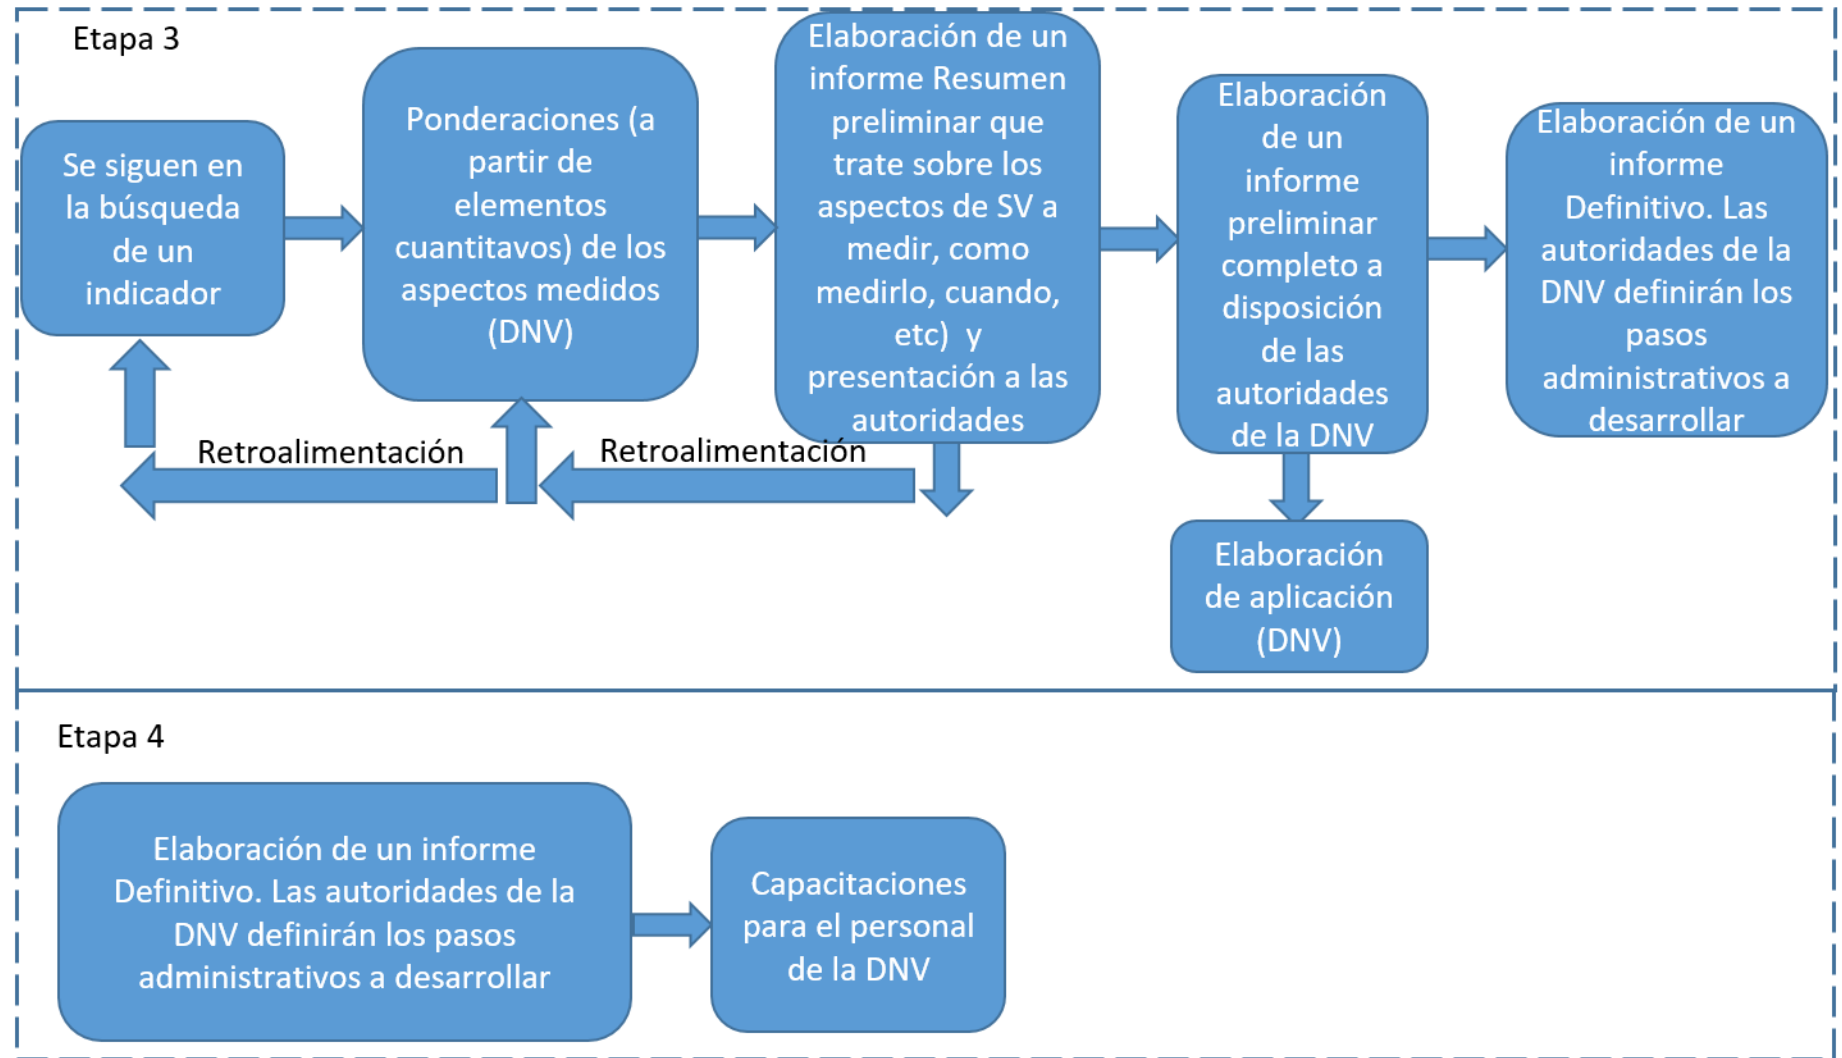 Etapa 3
Se siguen en
la búsqueda
de un
indicador
Ponderaciones (a
partir de
elementos
cuantitavos) de los
aspectos medidos
(DNV)
Elaboración de un
informe Resumen
preliminar que
trate sobre los
aspectos de SV a
medir, como
medirlo, cuando,
etc)  y
presentación a las
autoridades
Elaboración
de un
informe
preliminar
completo a
disposición
de las
autoridades
de la DNV
Elaboración de un
informe
Definitivo. Las
autoridades de la
DNV definirán los
pasos
administrativos a
desarrollar
Retroalimentación
Retroalimentación
Elaboración
de aplicación
(DNV)
Etapa 4
Elaboración de un informe
Definitivo. Las autoridades de la
DNV definirán los pasos
administrativos a desarrollar
Capacitaciones
para el personal
de la DNV